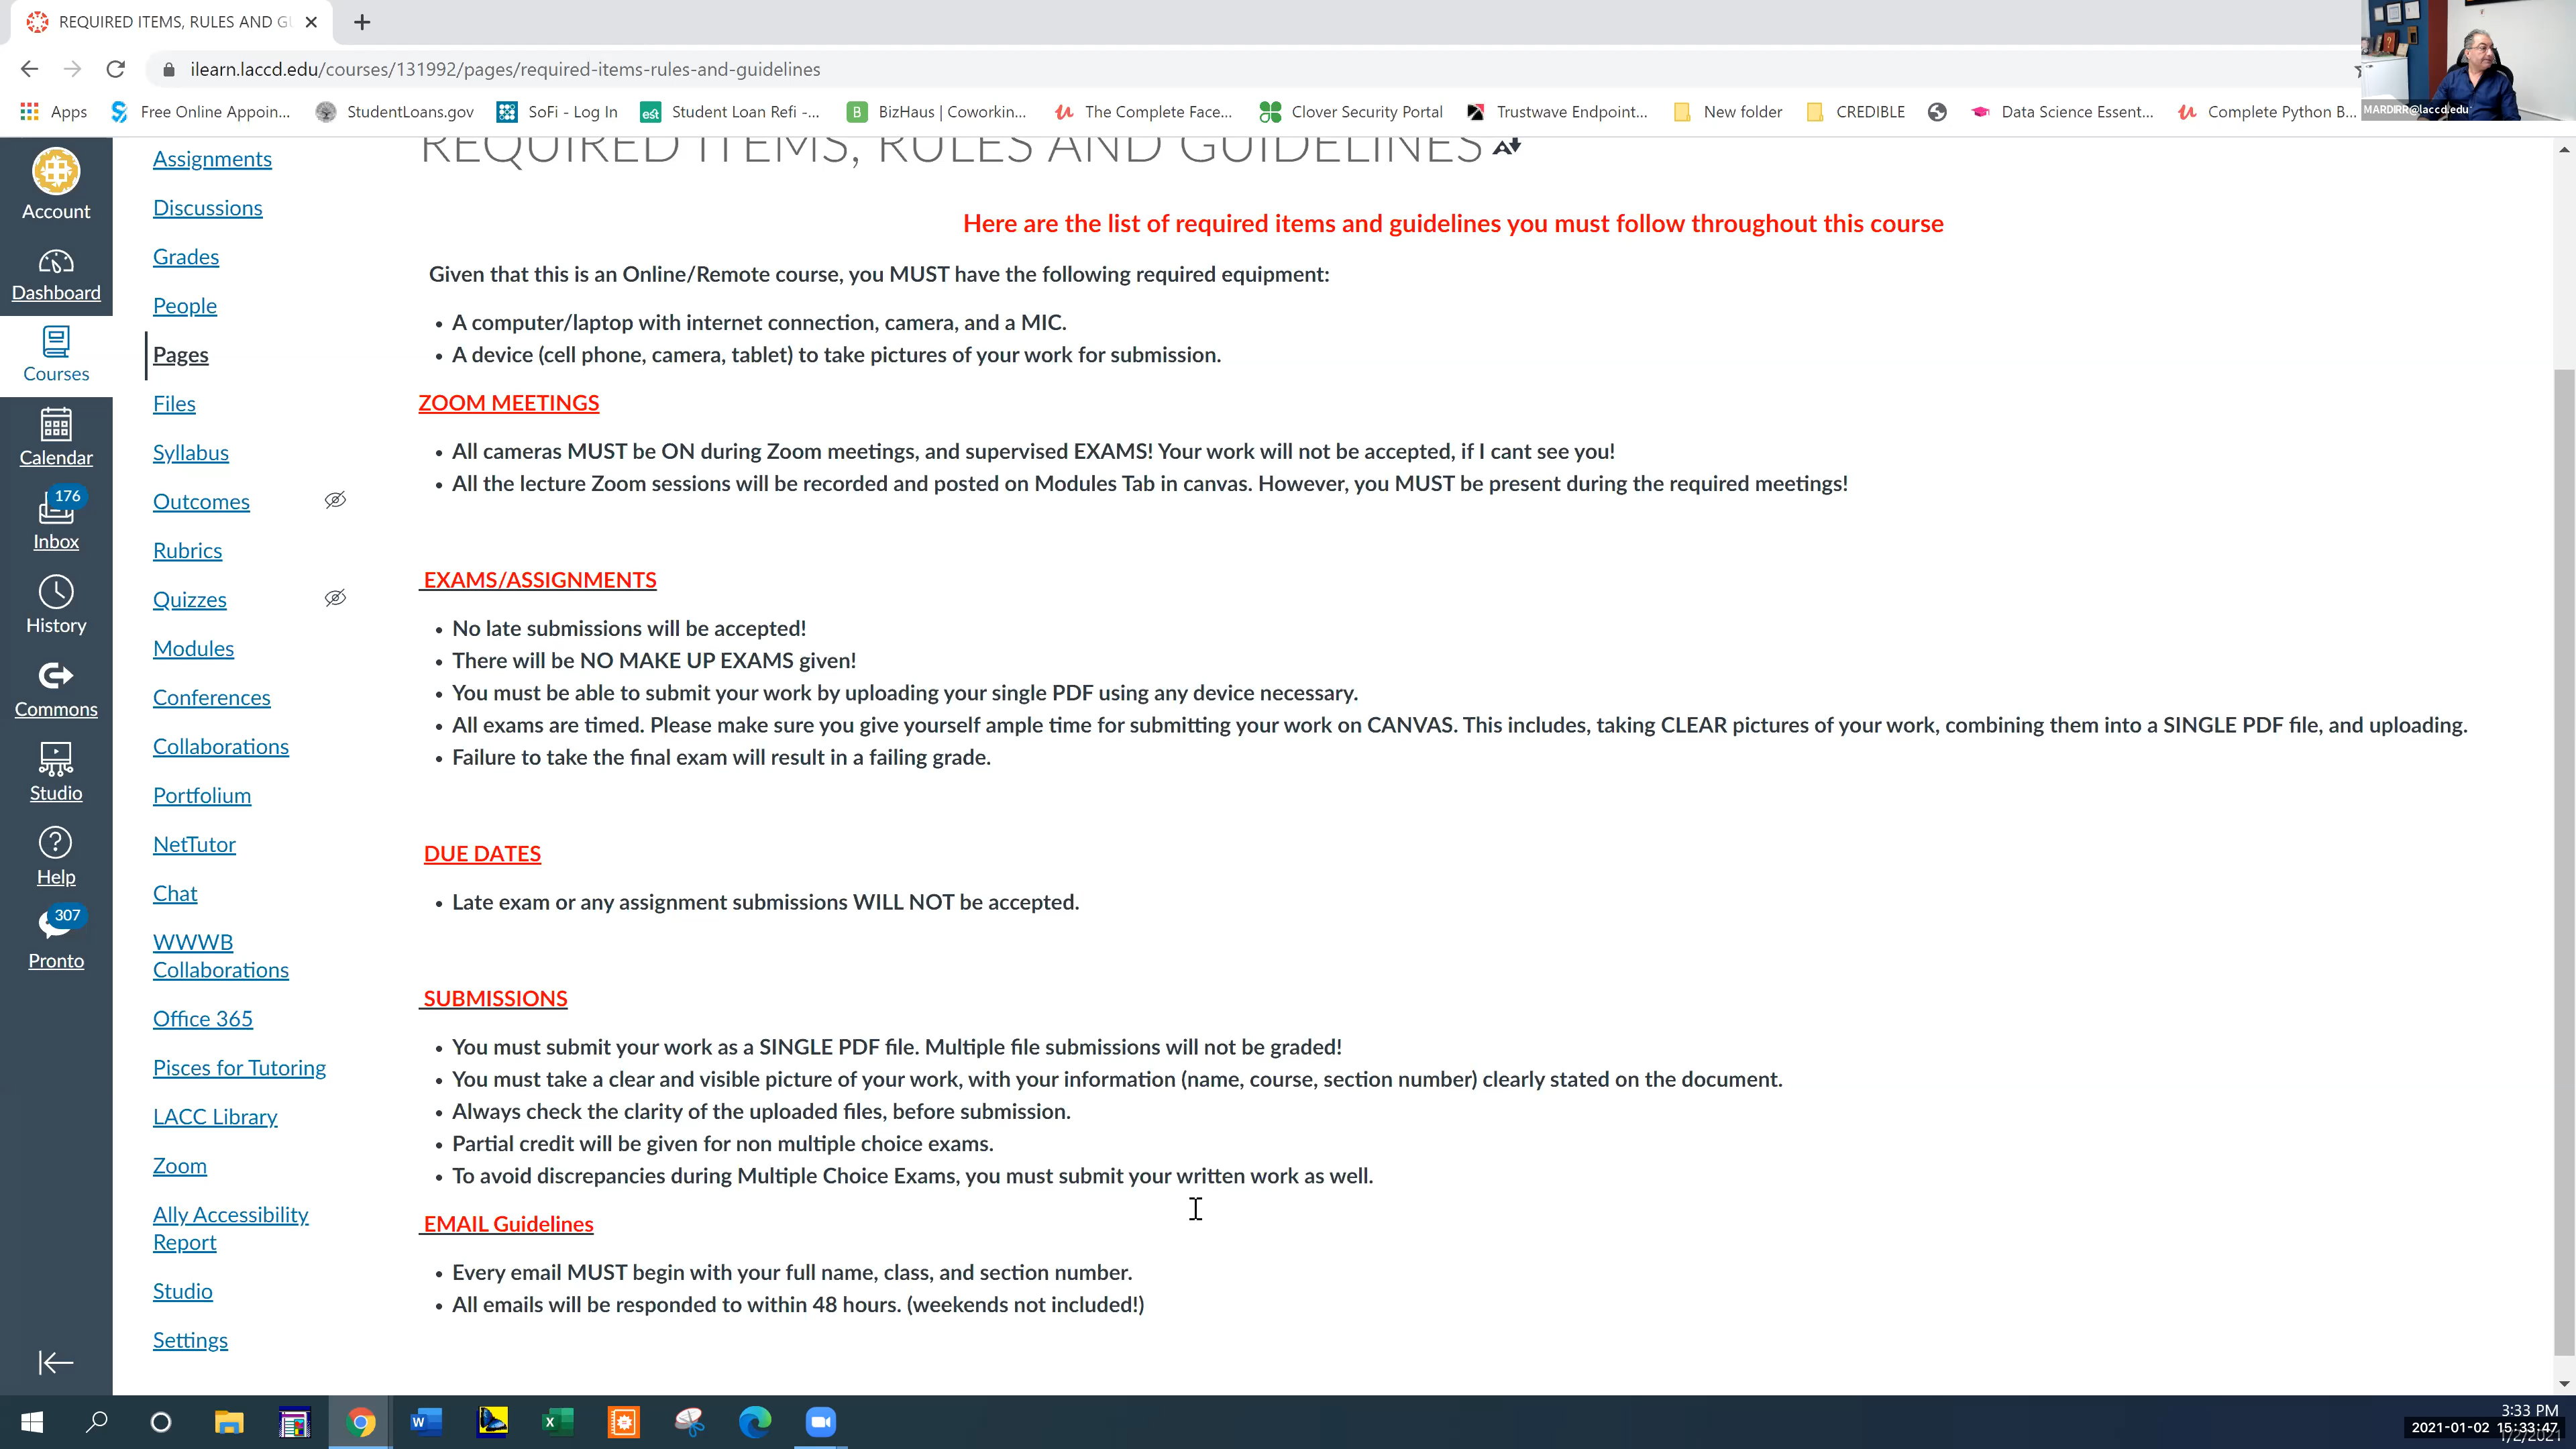 REQUIRED ITEMS, RULES AND GU
ilearn.laccd.edu/courses/131992/pages/required-items-rules-and-guidelines
MARDIRR@laccd.edu
Apps Free Online Appoin... StudentLoans.gov SoFi - Log In est Student Loan Refi -... B BizHaus | Coworkin... The Complete Face... Clover Security Portal Trustwave Endpoint... New folder CREDIBLE Data Science Essent... Complete Python B...
Account
Dashboard
Courses
Calendar
176
Inbox
History
Commons
Studio
Help
307
Pronto
Assignments
Discussions
Grades
People
Pages
Files
Syllabus
Outcomes
Rubrics
Quizzes
Modules
Conferences
Collaborations
Portfolium
NetTutor
Chat
WWWB
Collaborations
Office 365
Pisces for Tutoring
LACC Library
Zoom
Ally Accessibility
Report
Studio
Settings
REQUIRED ITEMS, RULES AND GUIDELINES
Here are the list of required items and guidelines you must follow throughout this course
Given that this is an Online/Remote course, you MUST have the following required equipment:
• A computer/laptop with internet connection, camera, and a MIC.
• A device (cell phone, camera, tablet) to take pictures of your work for submission.
ZOOM MEETINGS
• All cameras MUST be ON during Zoom meetings, and supervised EXAMS! Your work will not be accepted, if I cant see you!
• All the lecture Zoom sessions will be recorded and posted on Modules Tab in canvas. However, you MUST be present during the required meetings!
EXAMS/ASSIGNMENTS
• No late submissions will be accepted!
• There will be NO MAKE UP EXAMS given!
• You must be able to submit your work by uploading your single PDF using any device necessary.
• All exams are timed. Please make sure you give yourself ample time for submitting your work on CANVAS. This includes, taking CLEAR pictures of your work, combining them into a SINGLE PDF file, and uploading.
• Failure to take the final exam will result in a failing grade.
DUE DATES
• Late exam or any assignment submissions WILL NOT be accepted.
SUBMISSIONS
• You must submit your work as a SINGLE PDF file. Multiple file submissions will not be graded!
• You must take a clear and visible picture of your work, with your information (name, course, section number) clearly stated on the document.
• Always check the clarity of the uploaded files, before submission.
• Partial credit will be given for non multiple choice exams.
• To avoid discrepancies during Multiple Choice Exams, you must submit your written work as well.
EMAIL Guidelines
• Every email MUST begin with your full name, class, and section number.
• All emails will be responded to within 48 hours. (weekends not included!)
3:33 PM
2021-01-02 15:33:47
1/2/2021